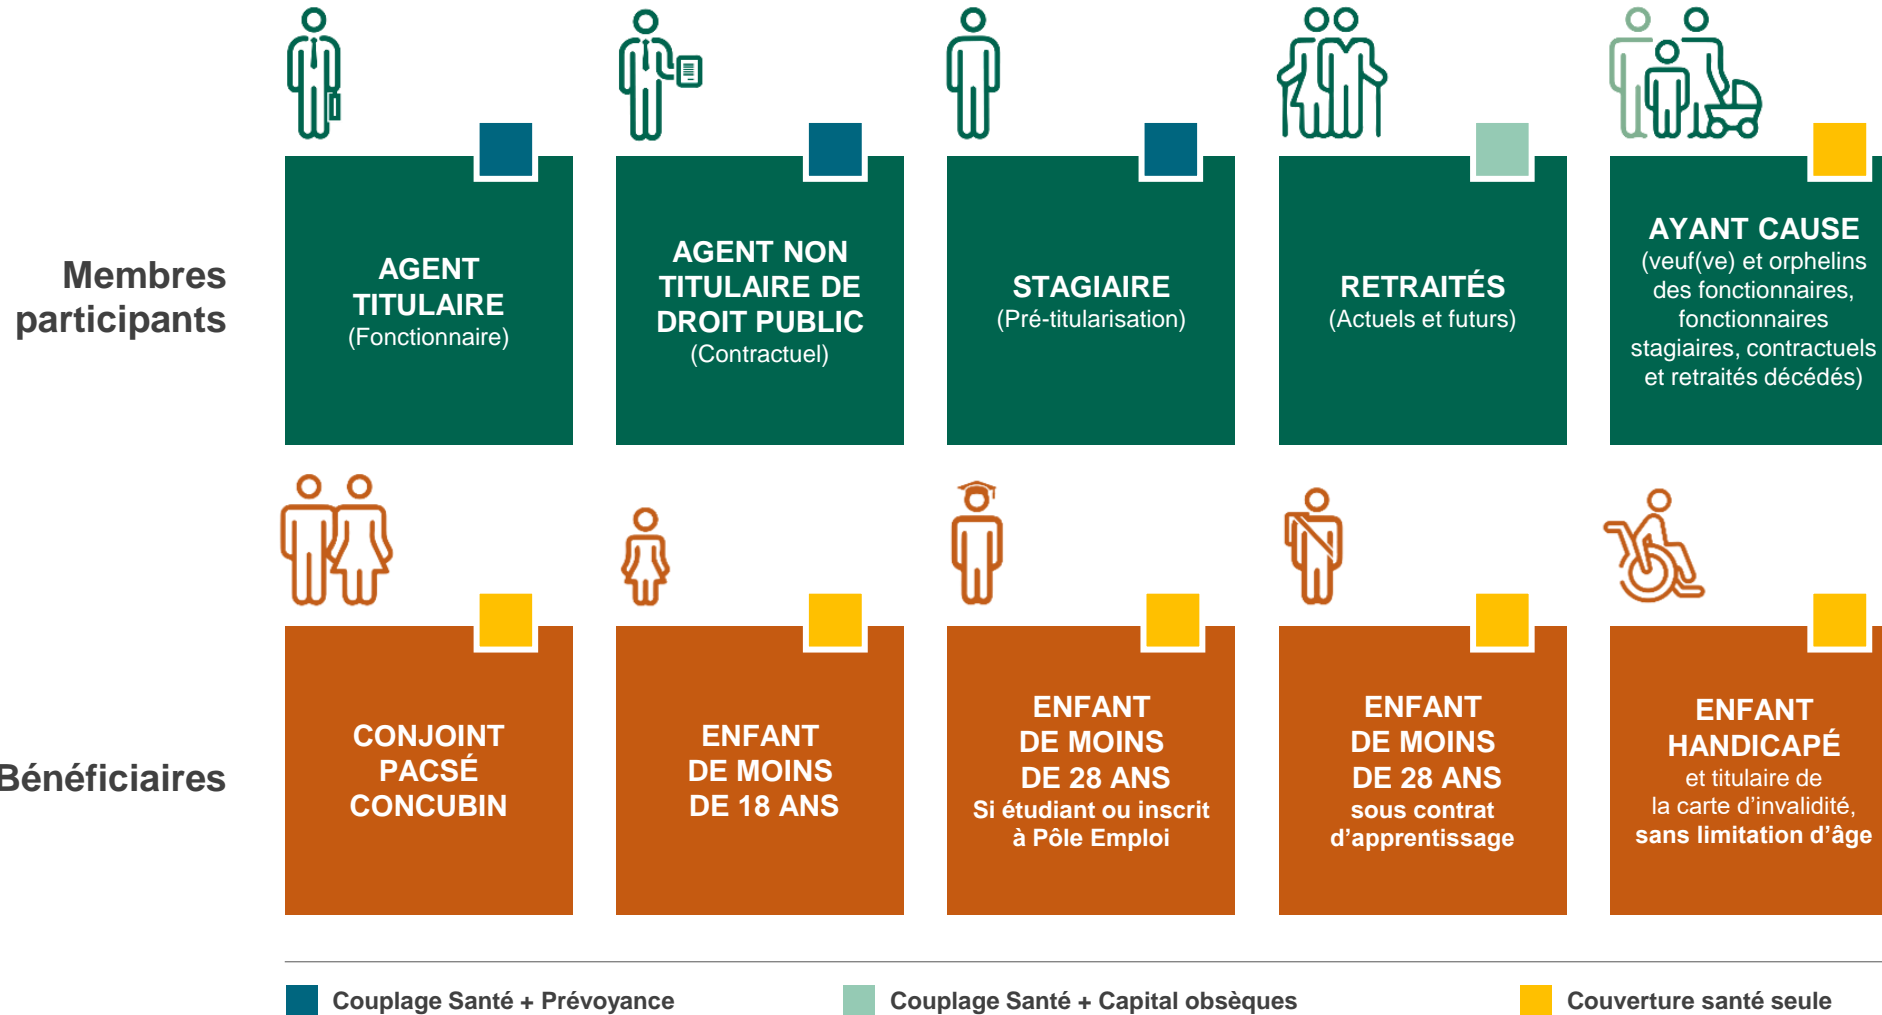 Membres
participants
AGENT
TITULAIRE
(Fonctionnaire)
AGENT NON
TITULAIRE DE
DROIT PUBLIC
(Contractuel)
STAGIAIRE
(Pré-titularisation)
RETRAITÉS
(Actuels et futurs)
AYANT CAUSE
(veuf(ve) et orphelins
des fonctionnaires,
fonctionnaires
stagiaires, contractuels
et retraités décédés)
Bénéficiaires
CONJOINT
PACSÉ
CONCUBIN
ENFANT
DE MOINS
DE 18 ANS
ENFANT
DE MOINS
DE 28 ANS
Si étudiant ou inscrit
à Pôle Emploi
ENFANT
DE MOINS
DE 28 ANS
sous contrat
d’apprentissage
ENFANT
HANDICAPÉ
et titulaire de
la carte d’invalidité,
sans limitation d’âge
Couplage Santé + Prévoyance
Couplage Santé + Capital obsèques
Couverture santé seule